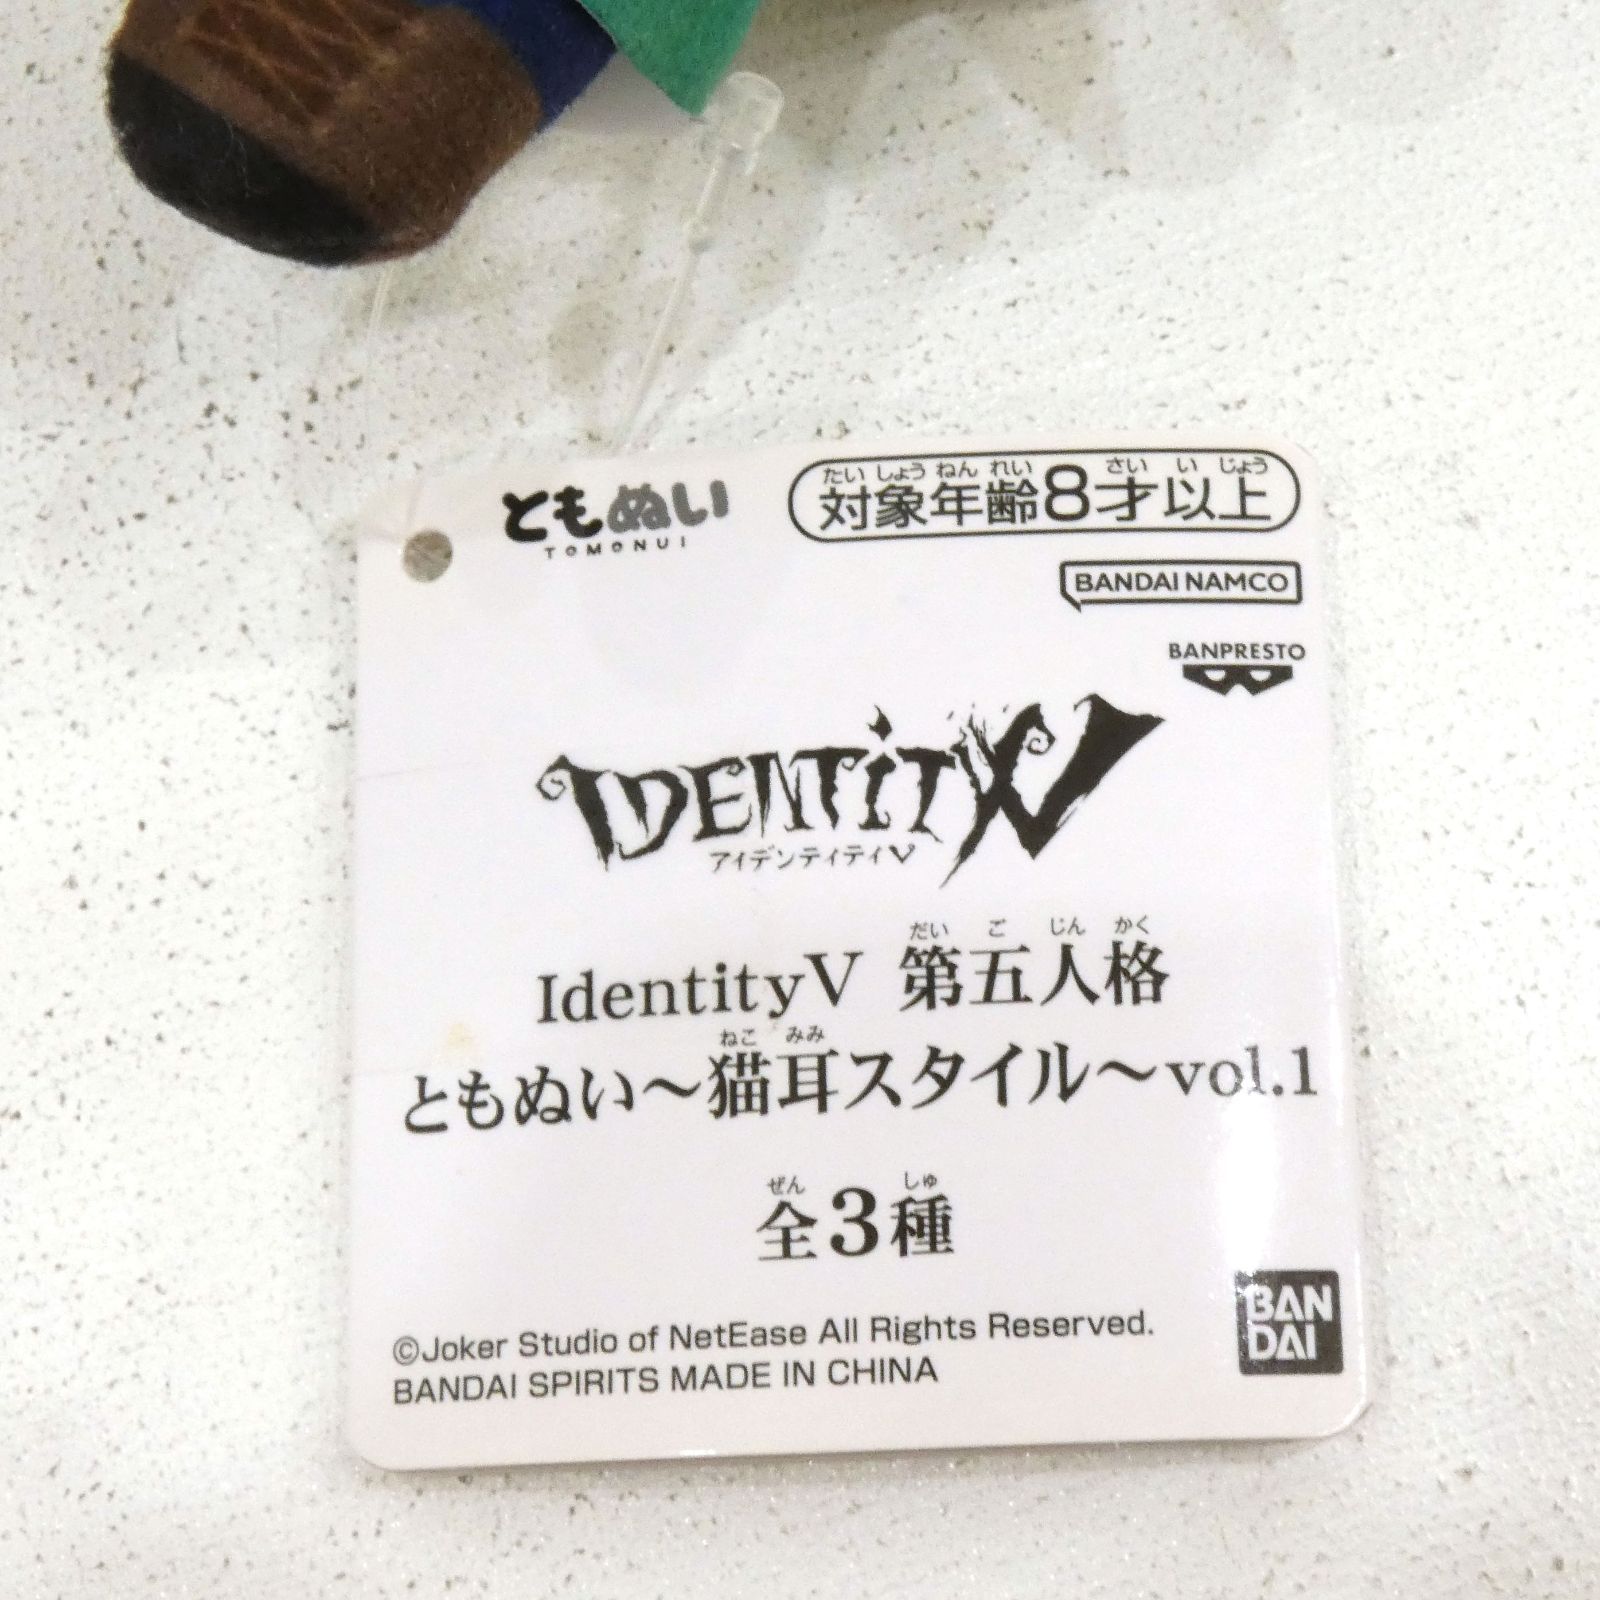 ともぬい
TOMONUI
たいしょうねんれい さいいじょう
対象年齢8才以上
BANDAI NAMCO
BANPRESTO
IDENTITYV
アイデンティティV
だいごじんかく
IdentityV 第五人格
ねこみみ
ともぬい～猫耳スタイル～vol.1
ぜん しゅ
全3種
©Joker Studio of NetEase All Rights Reserved.
BANDAI SPIRITS MADE IN CHINA
BAN
DAI